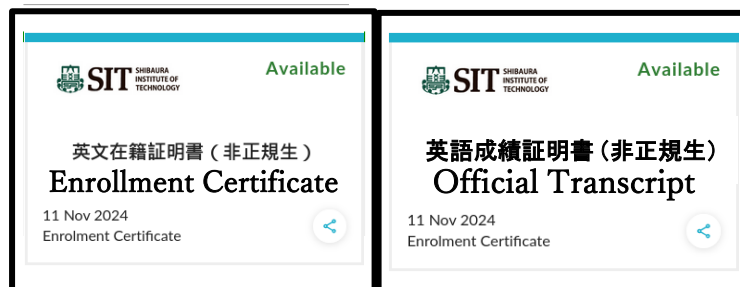 Available
SIT SHIBAURA
INSTITUTE OF
TECHNOLOGY
英文在籍証明書（非正規生）
Enrollment Certificate
11 Nov 2024
Enrolment Certificate
Available
SIT SHIBAURA
INSTITUTE OF
TECHNOLOGY
英語成績証明書（非正規生）
Official Transcript
11 Nov 2024
Enrolment Certificate